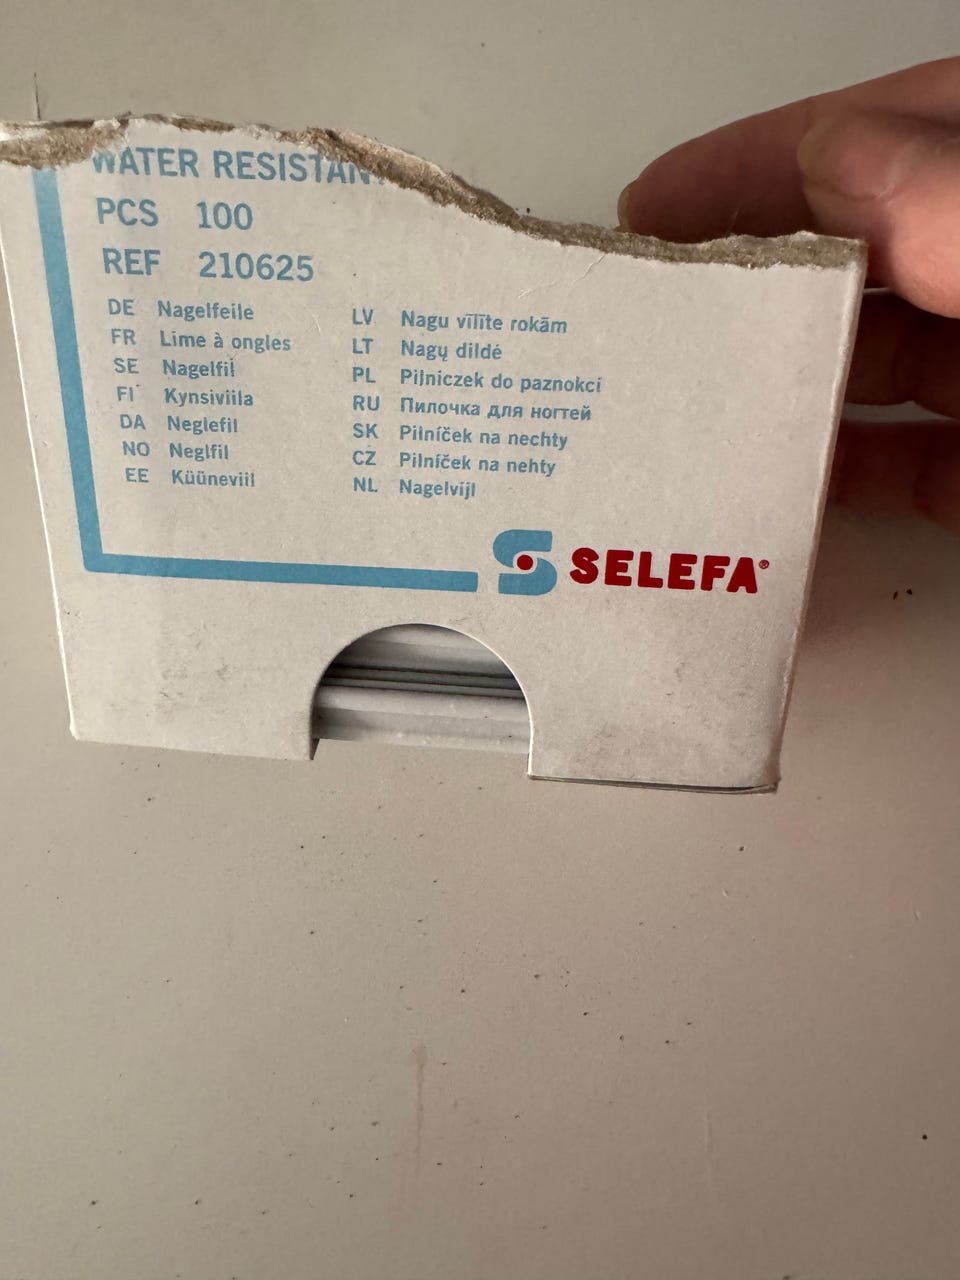 WATER RESISTANT
PCS 100
REF 210625
DE Nagelfeile
FR Lime à ongles
SE Nagelfil
FI Kynsiviila
DA Neglefil
NO Neglfil
EE Küüneviil
LV Nagu vīlīte rokām
LT Nagų dildė
PL Pilniczek do paznokci
RU Пилочка для ногтей
SK Pilníček na nechty
CZ Pilníček na nehty
NL Nagelvijl
SELEFA®